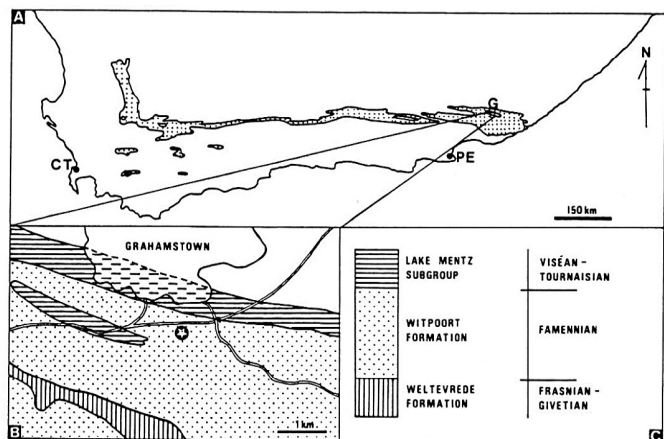 A
N
G
CT
PE
150 km
GRAHAMSTOWN
1 km
B
LAKE MENTZ
SUBGROUP
VISÉAN –
TOURNAISIAN
WITPOORT
FORMATION
FAMENNIAN
WELTEVREDE
FORMATION
FRASNIAN –
GIVETIAN
C